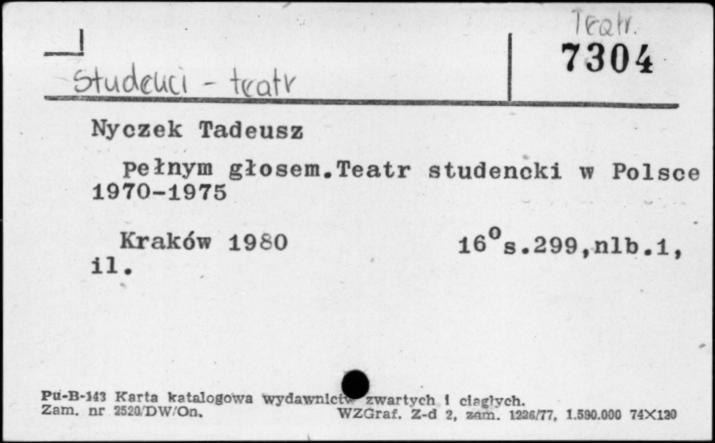 Teatr.
7304
Studenci - teatr
Nyczek Tadeusz
pełnym głosem.Teatr studencki w Polsce
1970-1975
Kraków 1980 16° s.299,nlb.1,
il.
Pu-B-143 Karta katalogowa wydawnictw zwartych i ciągłych.
Zam. nr 2520/DW/On. WZGraf. Z-d 2, zam. 1226/77, 1.590.000 74X120